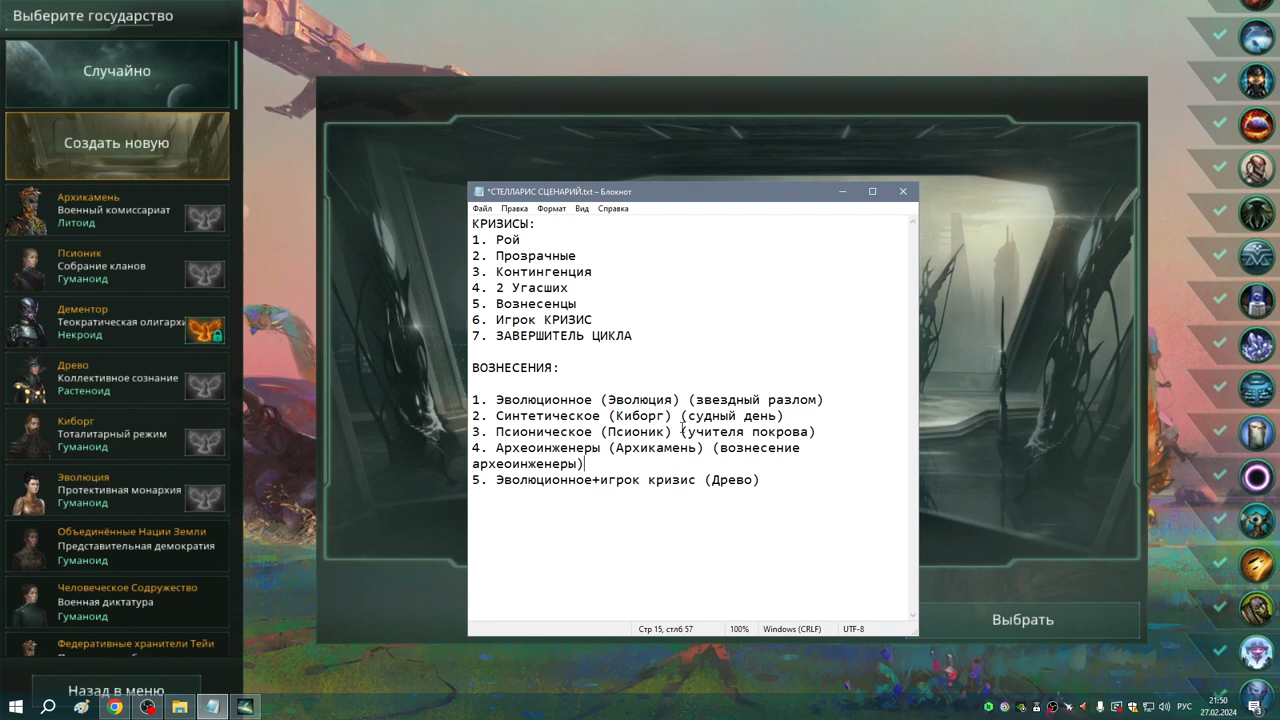 Выберите государство
Случайно
Создать новую
Архикамень
Военный комиссариат
Литоид
Псионик
Собрание кланов
Гуманоид
Дементор
Теократическая олигархи
Некроид
Древо
Коллективное сознание
Растеноид
Киборг
Тоталитарный режим
Гуманоид
Эволюция
Протективная монархия
Гуманоид
Объединённые Нации Земли
Представительная демократия
Гуманоид
Человеческое Содружество
Военная диктатура
Гуманоид
Федеративные хранители Тейи
Назад в меню
*СТЕЛЛАРИС СЦЕНАРИЙ.txt – Блокнот
Файл Правка Формат Вид Справка
КРИЗИСЫ:
1. Рой
2. Прозрачные
3. Контингенция
4. 2 Угасших
5. Вознесенцы
6. Игрок КРИЗИС
7. ЗАВЕРШИТЕЛЬ ЦИКЛА
ВОЗНЕСЕНИЯ:
1. Эволюционное (Эволюция) (звездный разлом)
2. Синтетическое (Киборг) (судный день)
3. Псионическое (Псионик) (учителя покрова)
4. Археоинженеры (Архикамень) (вознесение
археоинженеры)
5. Эволюционное+игрок кризис (Древо)
Стр 15, стлб 57 100% Windows (CRLF) UTF-8
Выбрать
РУС
21:50
27.02.2024
3